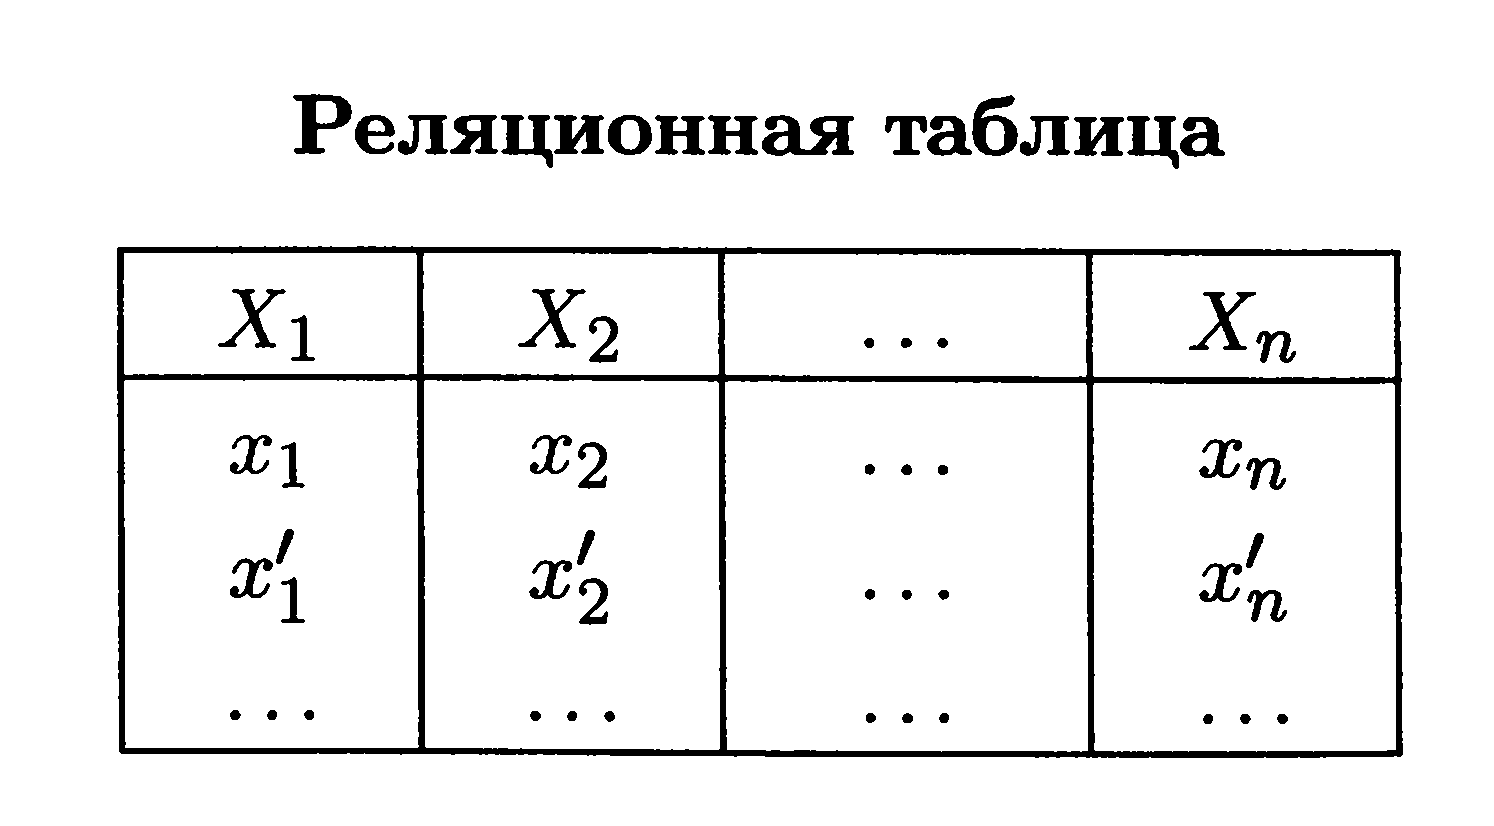 Реляционная таблица
X₁ X₂ ... Xₙ
x₁ x₂ ... xₙ
x′₁ x′₂ ... x′ₙ
... ... ... ...